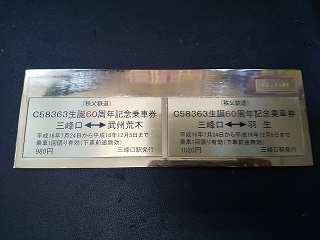 (秩父鉄道)
C58363生誕60周年記念乗車券
三峰口⟷武州荒木
平成16年7月24日から平成16年12月5日まで
乗車1回限り有効(下車前途無効)
980円 三峰口駅発行
(秩父鉄道)
C58363生誕60周年記念乗車券
三峰口⟷羽生
平成16年7月24日から平成16年12月5日まで
乗車1回限り有効(下車前途無効)
1020円 三峰口駅発行